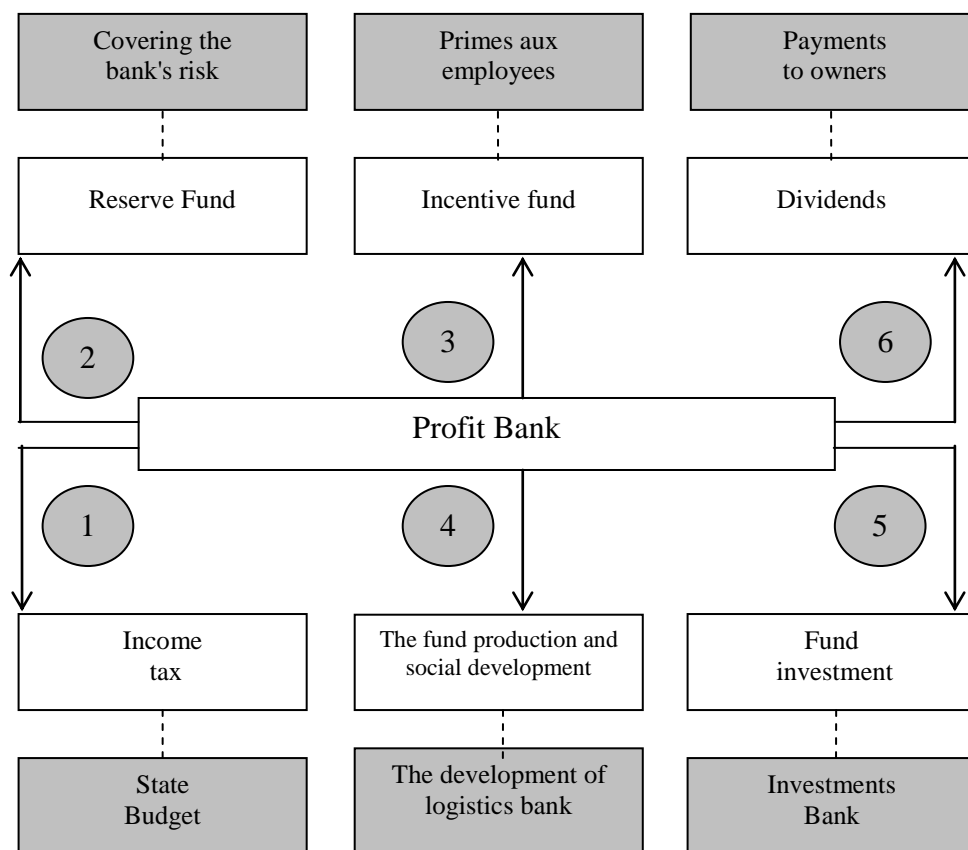 Covering the
bank's risk
Primes aux
employees
Payments
to owners
Reserve Fund
Incentive fund
Dividends
2
3
6
Profit Bank
1
4
5
Income
tax
The fund production and
social development
Fund
investment
State
Budget
The development of
logistics bank
Investments
Bank